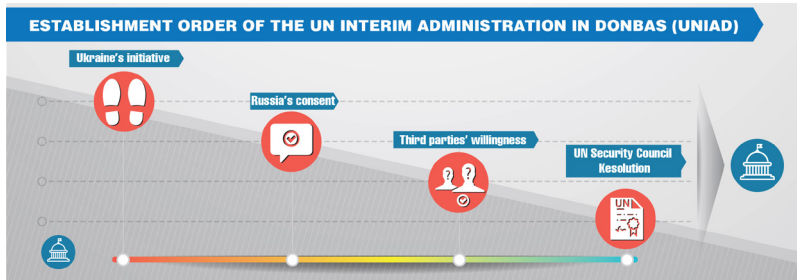 ESTABLISHMENT ORDER OF THE UN INTERIM ADMINISTRATION IN DONBAS (UNIAD)
Ukraine's initiative
Russia's consent
Third parties' willingness
? ?
UN Security Council
Kesolution
UN